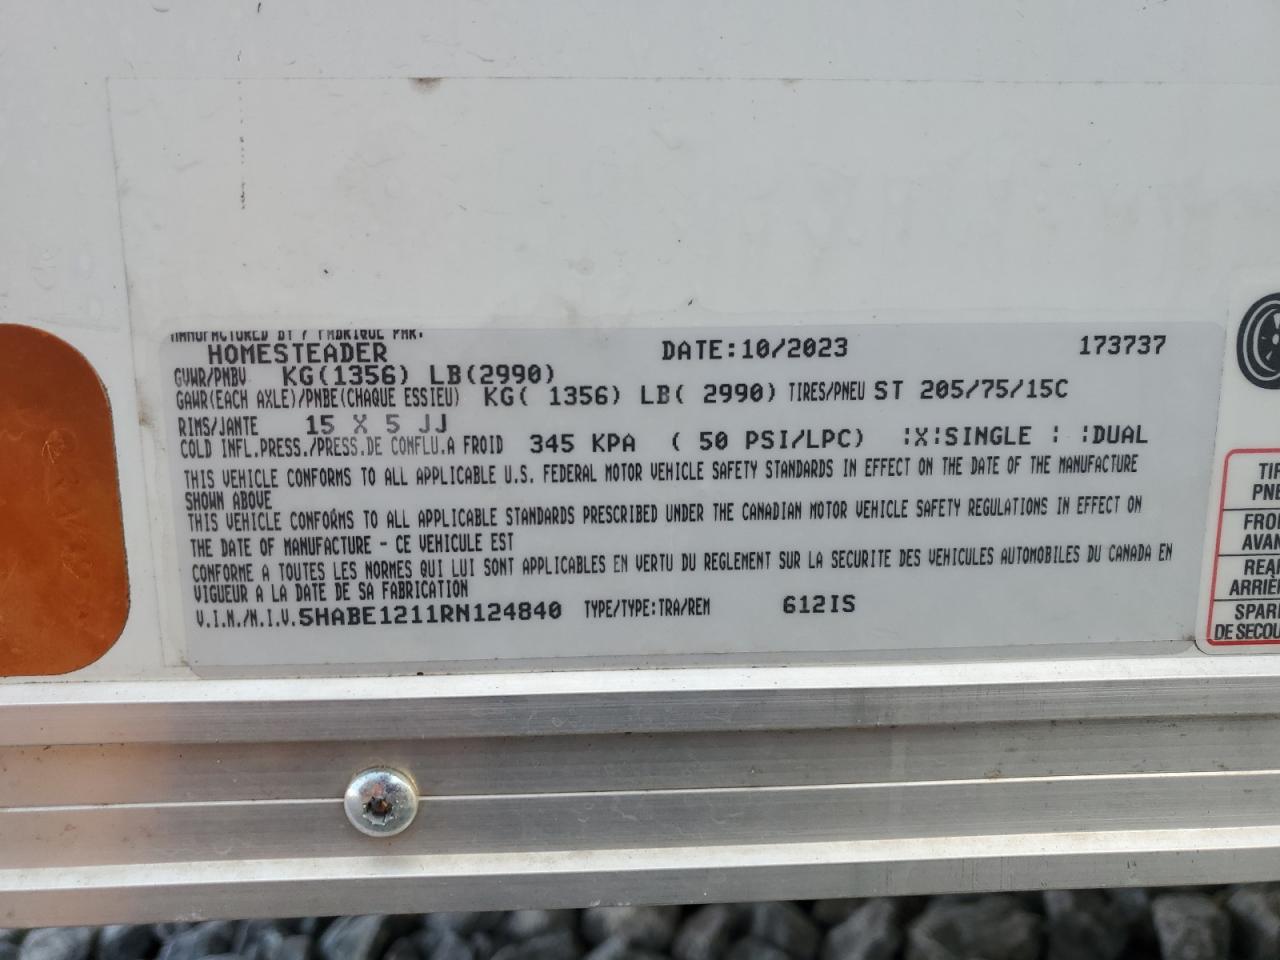 MANUFACTURED BY / FABRIQUE PAR.
HOMESTEADER DATE:10/2023 173737
GVWR/PNBV KG(1356) LB(2990)
GAWR(EACH AXLE)/PNBE(CHAQUE ESSIEU) KG( 1356) LB( 2990) TIRES/PNEU ST 205/75/15C
RIMS/JANTE 15 X 5 JJ
COLD INFL.PRESS./PRESS.DE CONFLU.A FROID 345 KPA ( 50 PSI/LPC) :X:SINGLE : :DUAL
THIS VEHICLE CONFORMS TO ALL APPLICABLE U.S. FEDERAL MOTOR VEHICLE SAFETY STANDARDS IN EFFECT ON THE DATE OF THE MANUFACTURE
SHOWN ABOVE
THIS VEHICLE CONFORMS TO ALL APPLICABLE STANDARDS PRESCRIBED UNDER THE CANADIAN MOTOR VEHICLE SAFETY REGULATIONS IN EFFECT ON
THE DATE OF MANUFACTURE - CE VEHICULE EST
CONFORME A TOUTES LES NORMES QUI LUI SONT APPLICABLES EN VERTU DU REGLEMENT SUR LA SECURITE DES VEHICULES AUTOMOBILES DU CANADA EN
VIGUEUR A LA DATE DE SA FABRICATION
V.I.N./N.I.V.5HABE1211RN124840 TYPE/TYPE:TRA/REM 612IS
TIR
PNE
FRO
AVAN
REA
ARRIÈR
SPAR
DE SECOU